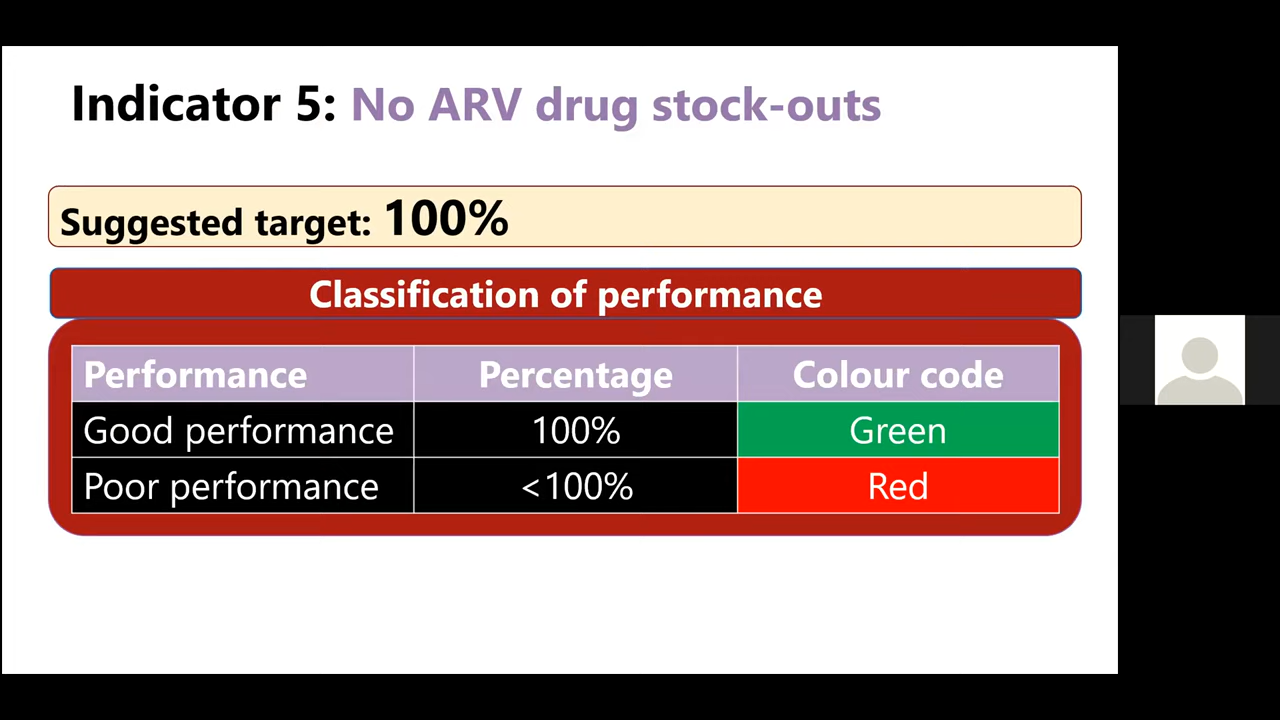 Indicator 5: No ARV drug stock-outs
Suggested target: 100%
Classification of performance
Performance Percentage Colour code
Good performance 100% Green
Poor performance <100% Red